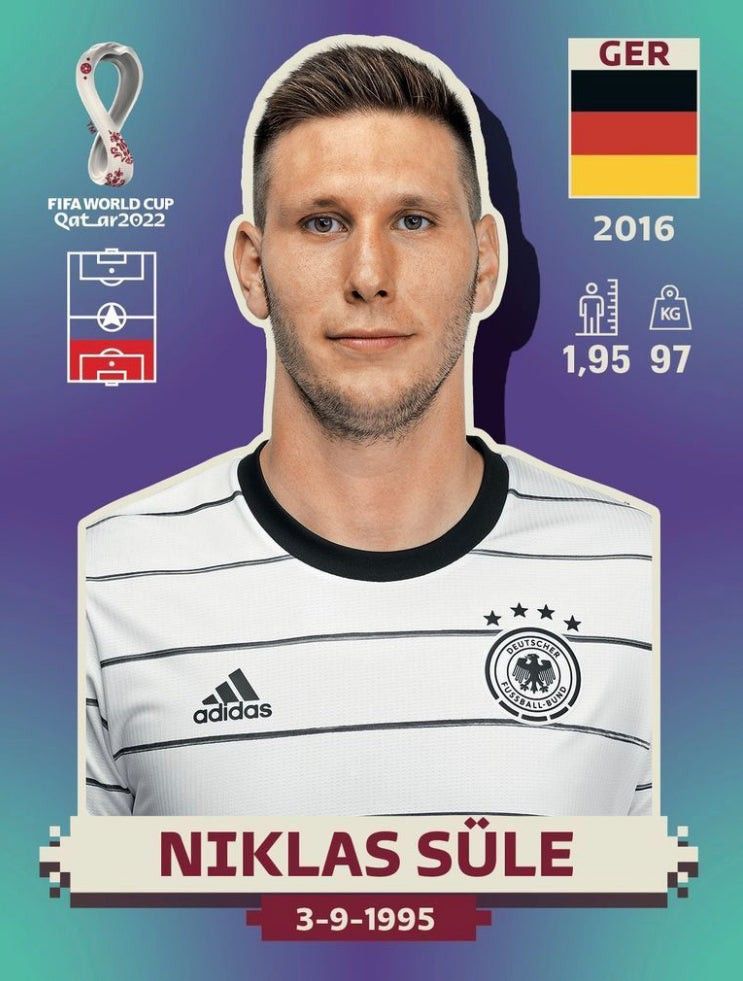 FIFA WORLD CUP
Qatar2022
TM
GER
2016
KG
1,95 97
adidas
DEUTSCHER
FUSSBALL-BUND
NIKLAS SÜLE
3-9-1995